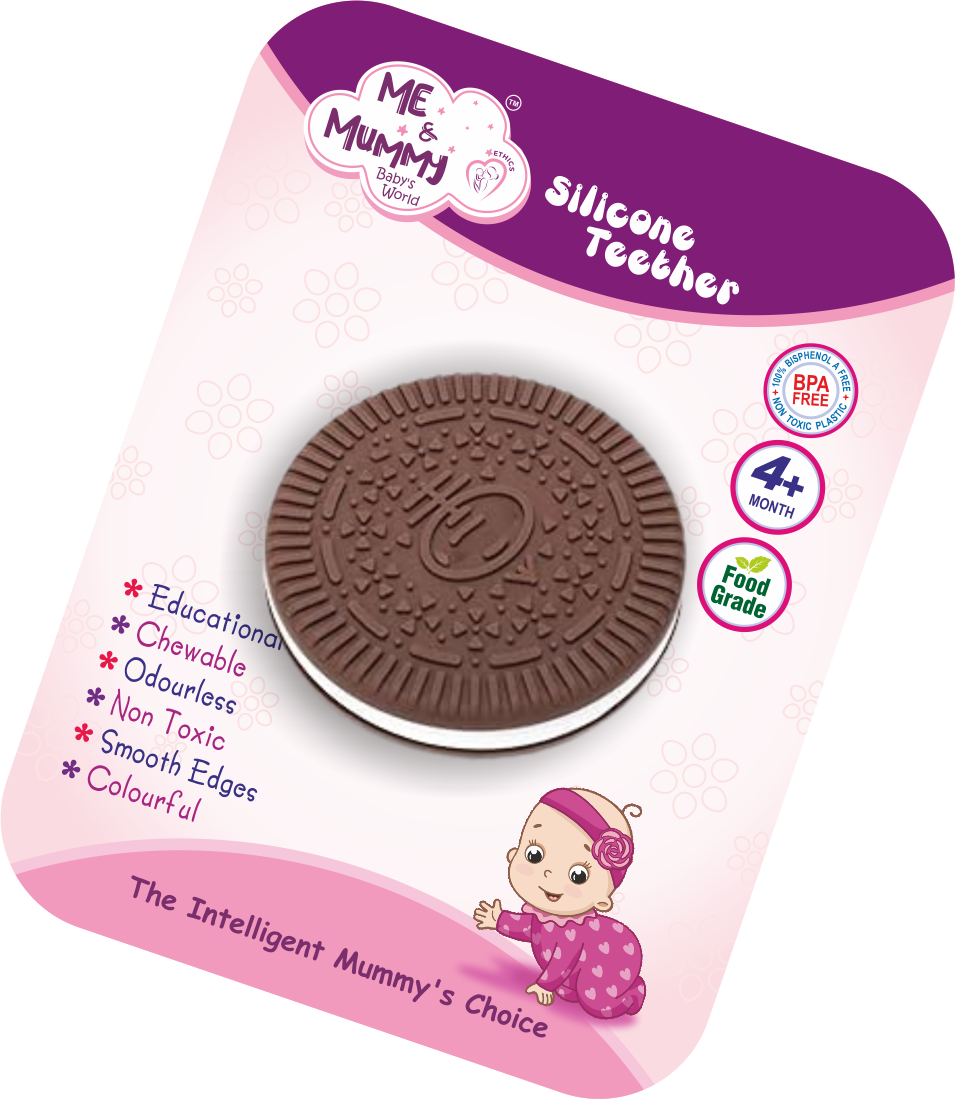 ME
&
Mummy
Baby's
World
ETHICS
TM
Silicone
Teether
100% BISPHENOL A FREE
BPA
FREE
NON TOXIC PLASTIC
4+
MONTH
Food
Grade
* Educational
* Chewable
* Odourless
* Non Toxic
* Smooth Edges
* Colourful
The Intelligent Mummy's Choice